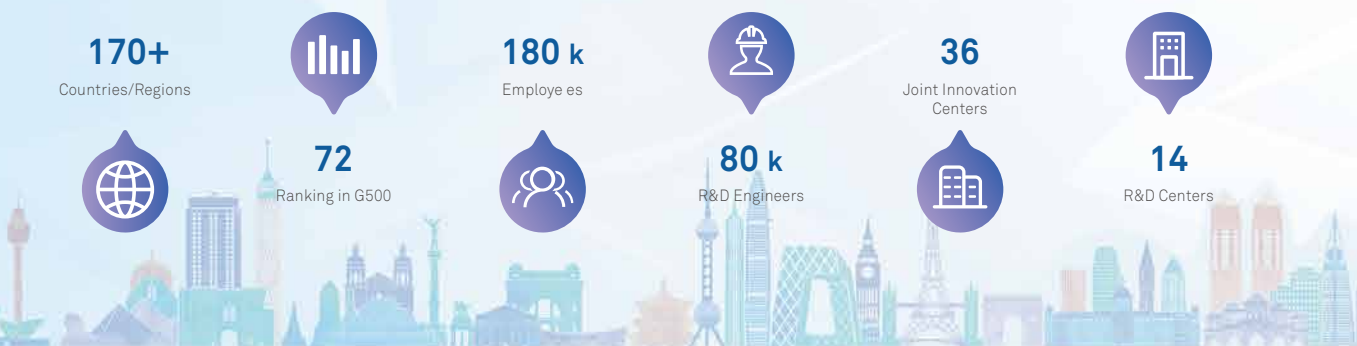 170+
Countries/Regions
72
Ranking in G500
180 k
Employe es
80 k
R&D Engineers
36
Joint Innovation
Centers
14
R&D Centers